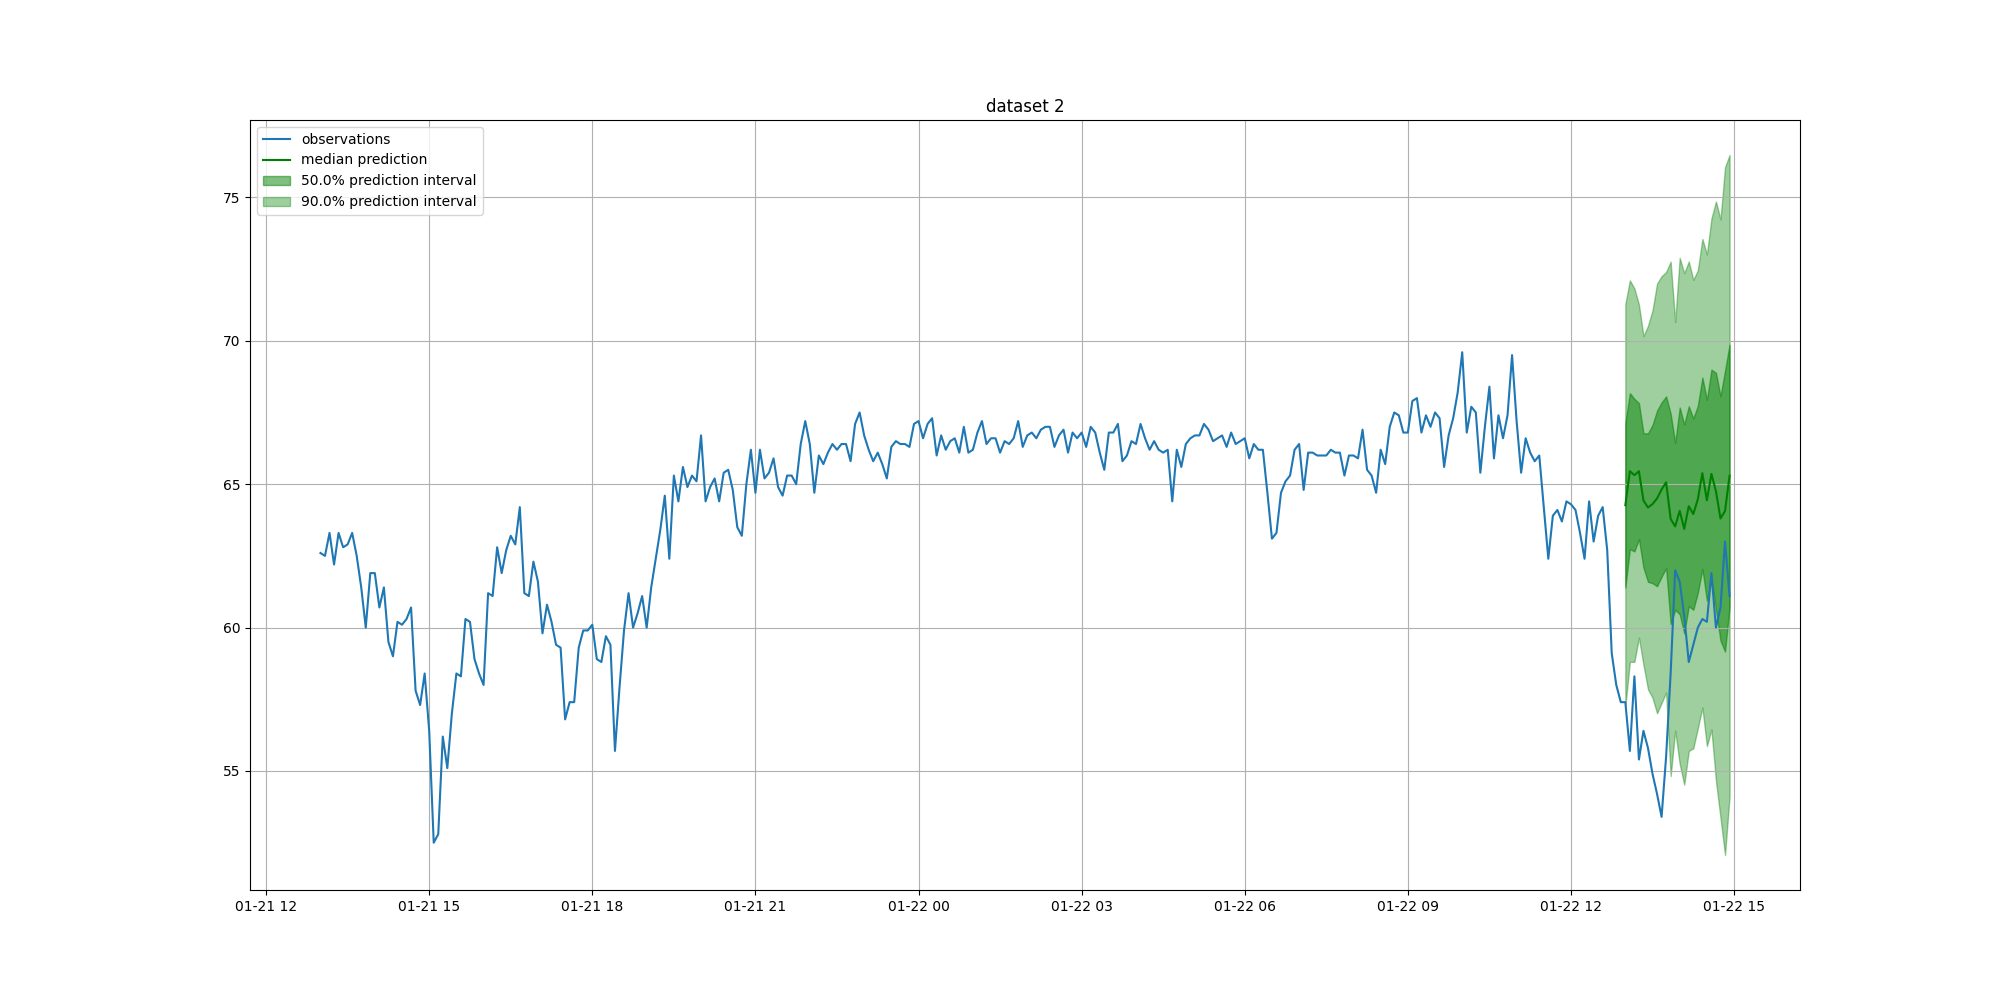 dataset 2
observations
median prediction
50.0% prediction interval
90.0% prediction interval
75
70
65
60
55
01-21 12 01-21 15 01-21 18 01-21 21 01-22 00 01-22 03 01-22 06 01-22 09 01-22 12 01-22 15